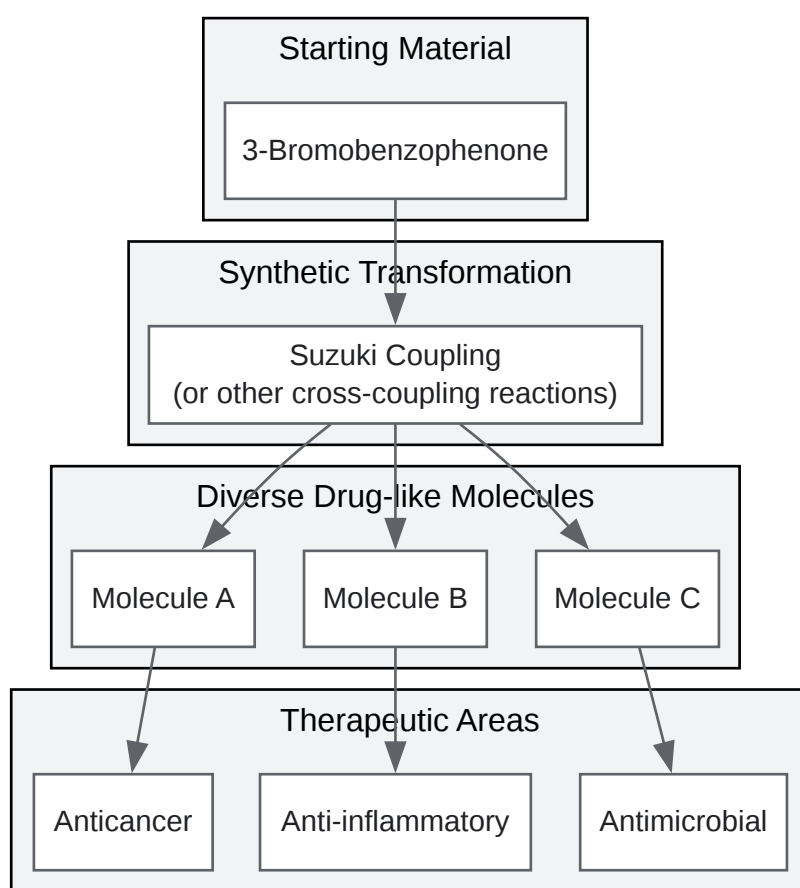 Starting Material
3-Bromobenzophenone
Synthetic Transformation
Suzuki Coupling
(or other cross-coupling reactions)
Diverse Drug-like Molecules
Molecule A
Molecule B
Molecule C
Therapeutic Areas
Anticancer
Anti-inflammatory
Antimicrobial